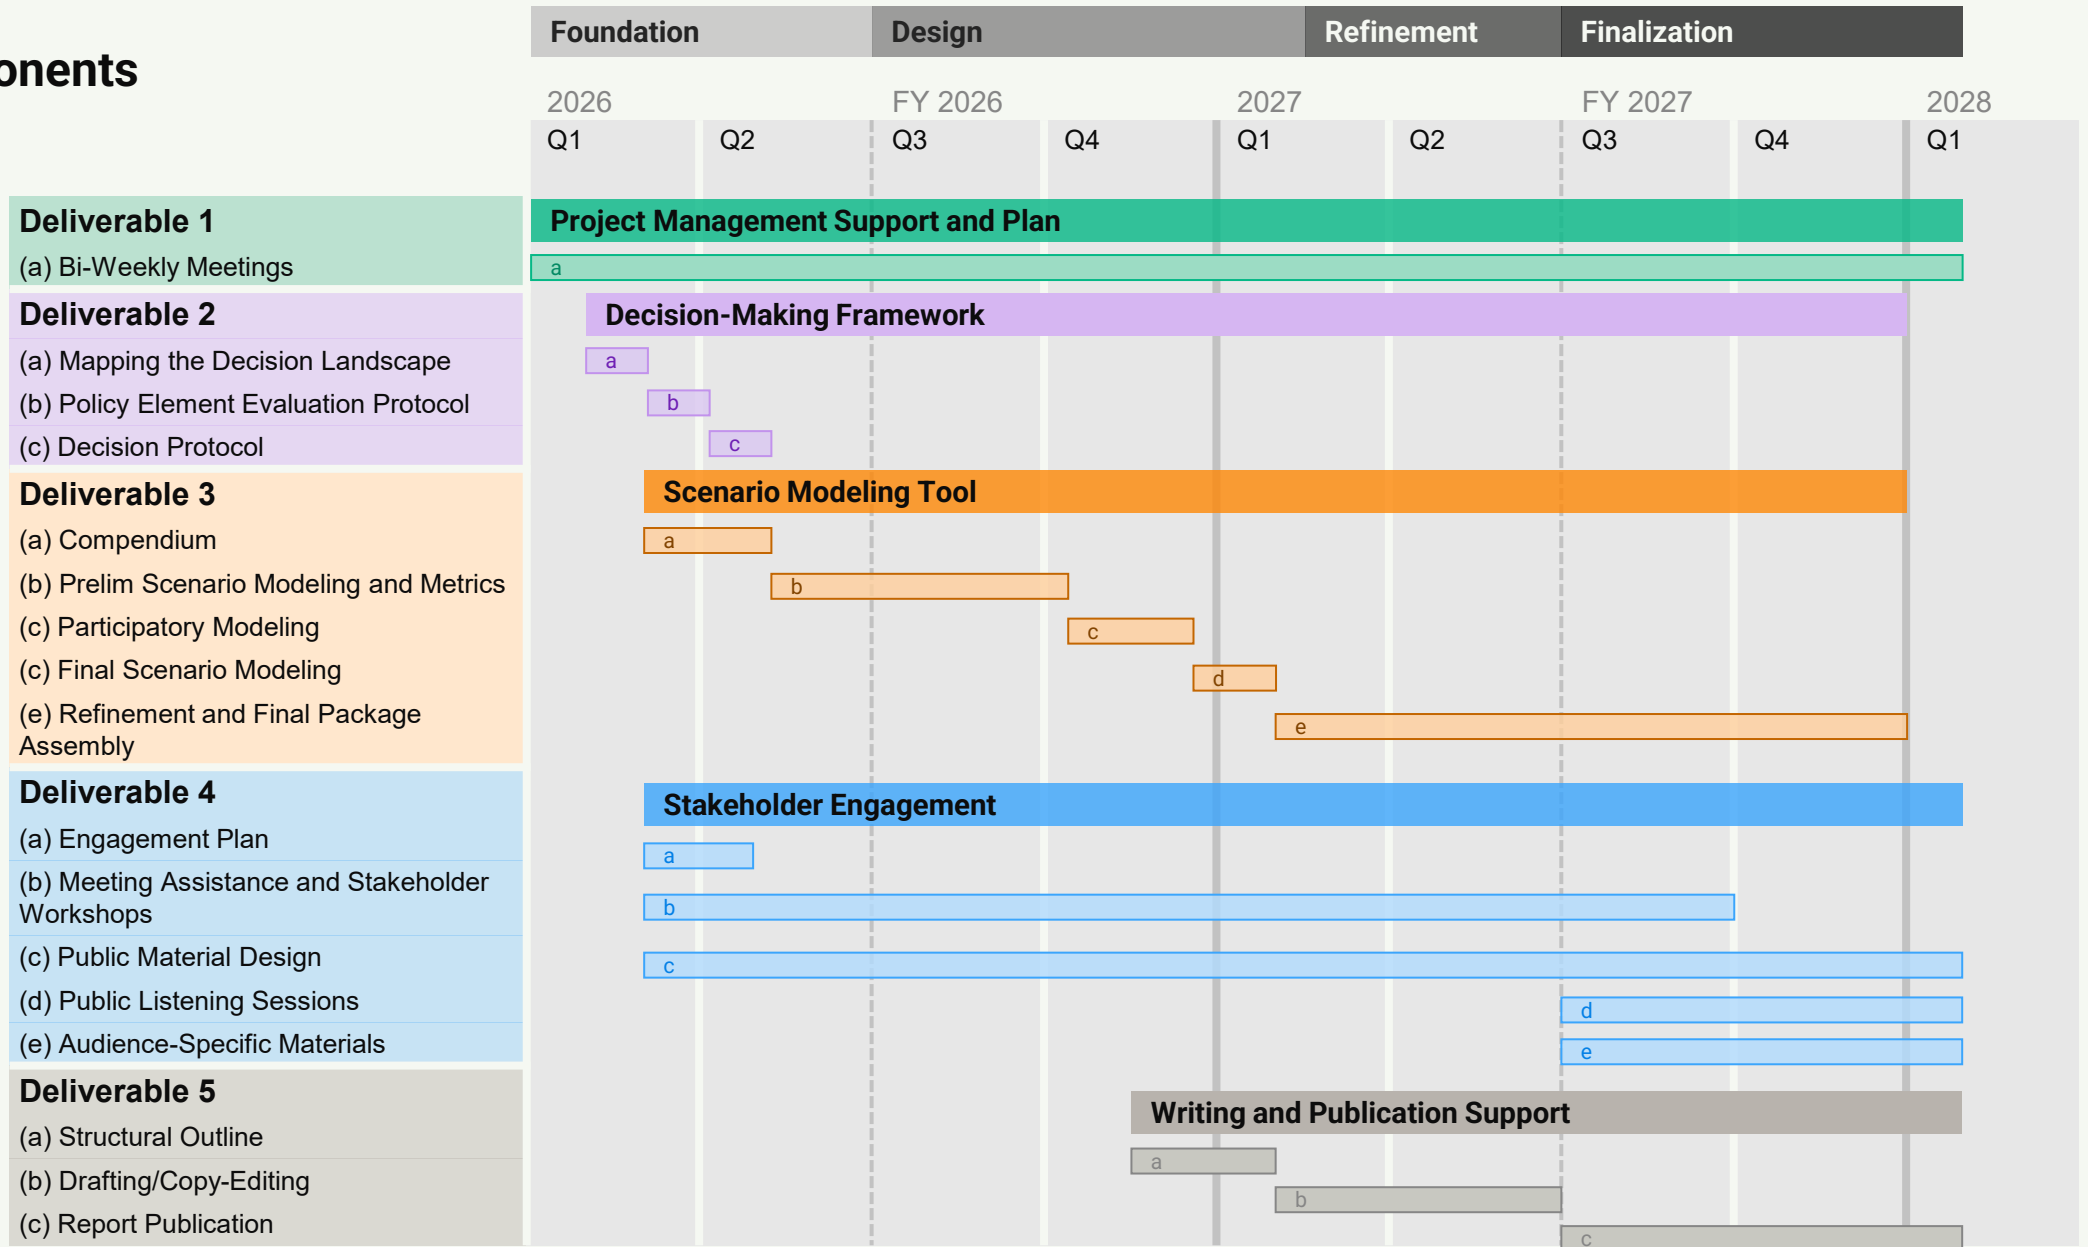 Foundation Design Refinement Finalization
onents
2026 FY 2026 2027 FY 2027 2028
Q1 Q2 Q3 Q4 Q1 Q2 Q3 Q4 Q1
Deliverable 1
Project Management Support and Plan
(a) Bi-Weekly Meetings
a
Deliverable 2
Decision-Making Framework
(a) Mapping the Decision Landscape
a
(b) Policy Element Evaluation Protocol
b
(c) Decision Protocol
c
Deliverable 3
Scenario Modeling Tool
(a) Compendium
a
(b) Prelim Scenario Modeling and Metrics
b
(c) Participatory Modeling
c
(c) Final Scenario Modeling
d
(e) Refinement and Final Package
Assembly
e
Deliverable 4
Stakeholder Engagement
(a) Engagement Plan
a
(b) Meeting Assistance and Stakeholder
Workshops
b
(c) Public Material Design
c
(d) Public Listening Sessions
d
(e) Audience-Specific Materials
e
Deliverable 5
Writing and Publication Support
(a) Structural Outline
a
(b) Drafting/Copy-Editing
b
(c) Report Publication
c